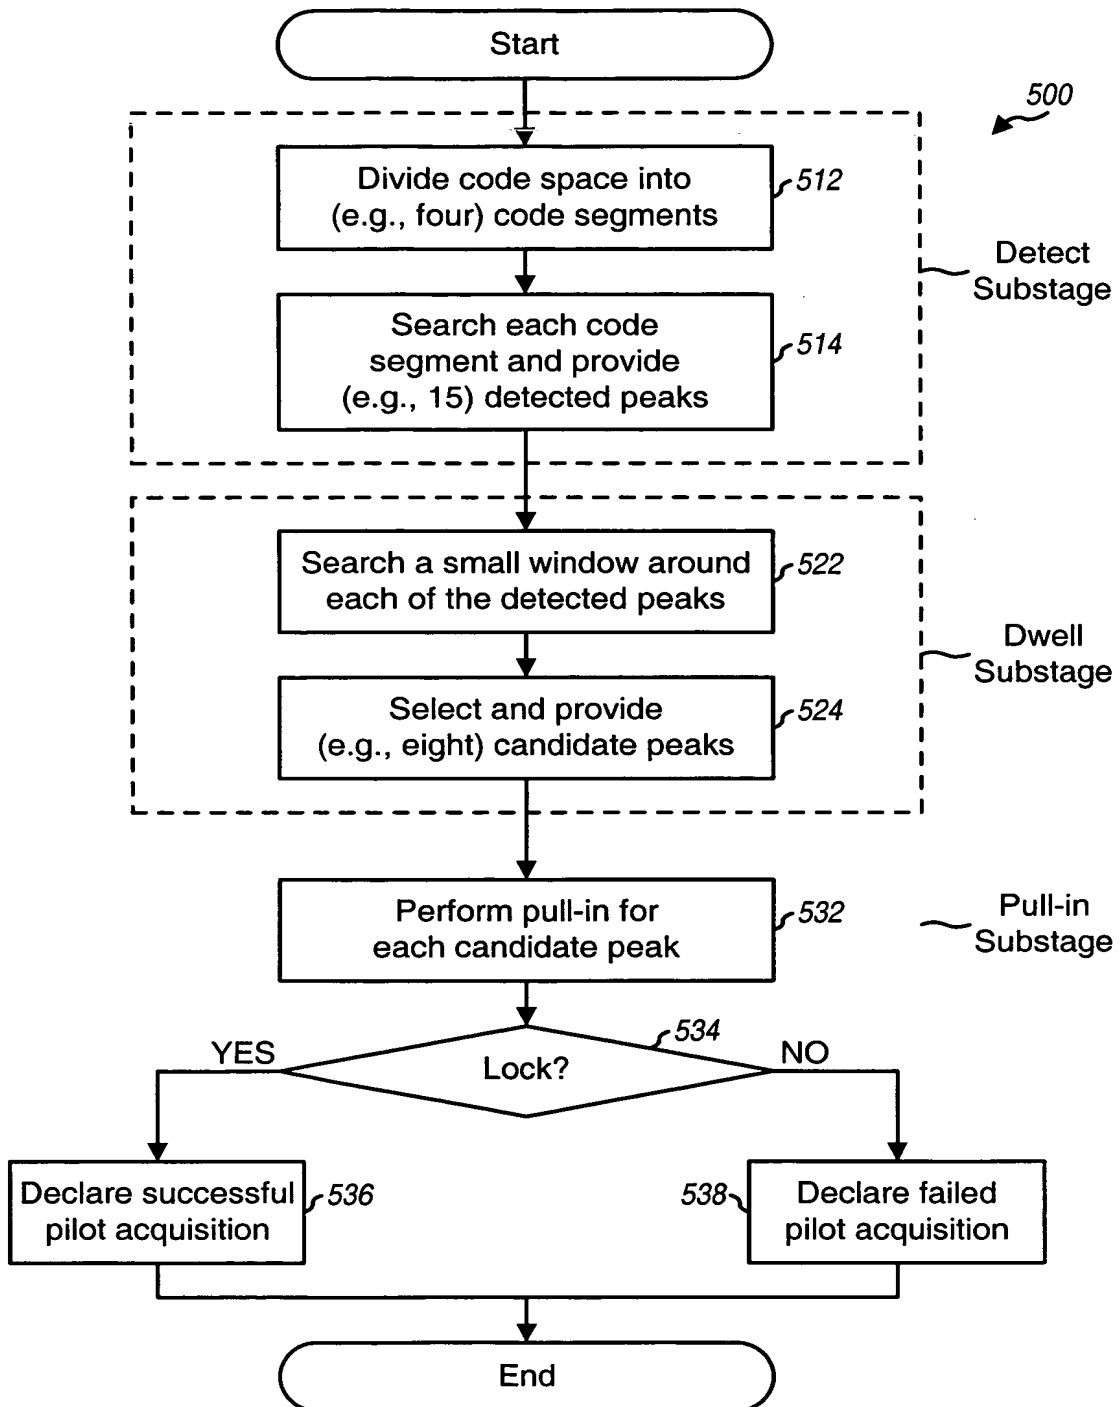 Start
500
Divide code space into
(e.g., four) code segments
512
Detect
Substage
Search each code
segment and provide
(e.g., 15) detected peaks
514
Search a small window around
each of the detected peaks
522
Dwell
Substage
Select and provide
(e.g., eight) candidate peaks
524
Perform pull-in for
each candidate peak
532
Pull-in
Substage
534
YES
Lock?
NO
Declare successful
pilot acquisition
536
538
Declare failed
pilot acquisition
End